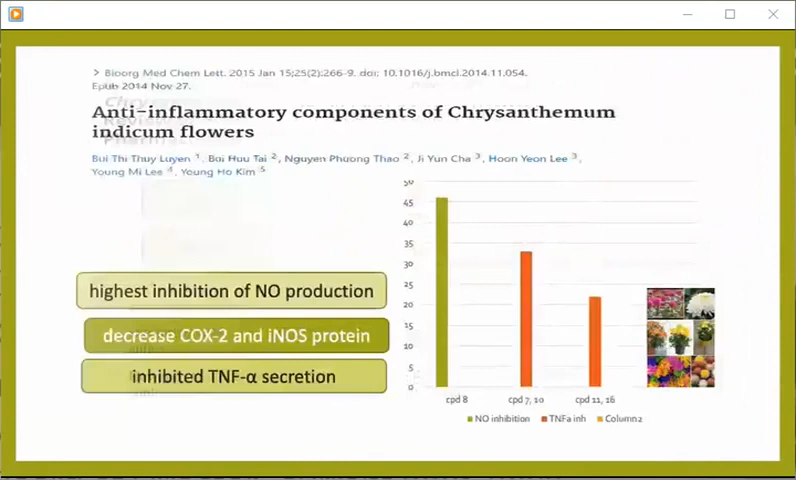 > Bioorg Med Chem Lett. 2015 Jan 15;25(2):266-9. doi: 10.1016/j.bmcl.2014.11.054.
Epub 2014 Nov 27.
Anti-inflammatory components of Chrysanthemum
indicum flowers
Bui Thi Thuy Luyen 1, Bui Huu Tai 2, Nguyen Phuong Thao 2, Ji Yun Cha 3, Hoon Yeon Lee 3,
Young Mi Lee 4, Young Ho Kim 5
highest inhibition of NO production
decrease COX-2 and iNOS protein
inhibited TNF-α secretion
50
45
40
35
30
25
20
15
10
5
0
cpd 8 cpd 7, 10 cpd 11, 16
NO inhibition TNFa inh Column2